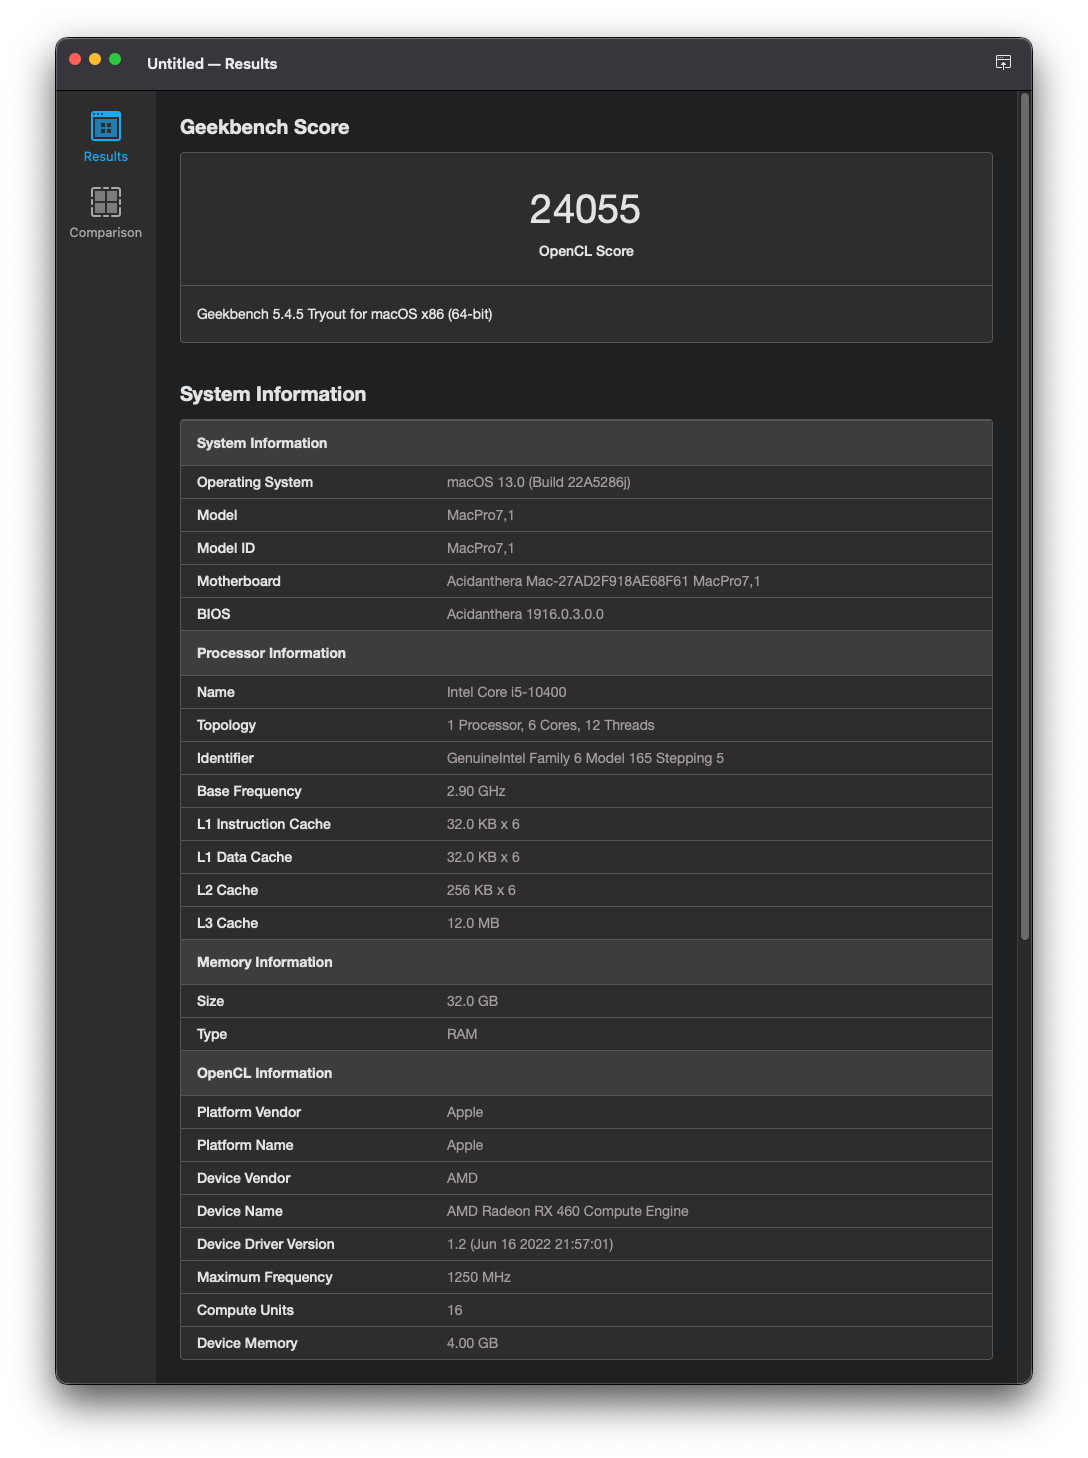 Untitled — Results
Results
Comparison
Geekbench Score
24055
OpenCL Score
Geekbench 5.4.5 Tryout for macOS x86 (64-bit)
System Information
System Information
Operating System macOS 13.0 (Build 22A5286j)
Model MacPro7,1
Model ID MacPro7,1
Motherboard Acidanthera Mac-27AD2F918AE68F61 MacPro7,1
BIOS Acidanthera 1916.0.3.0.0
Processor Information
Name Intel Core i5-10400
Topology 1 Processor, 6 Cores, 12 Threads
Identifier GenuineIntel Family 6 Model 165 Stepping 5
Base Frequency 2.90 GHz
L1 Instruction Cache 32.0 KB x 6
L1 Data Cache 32.0 KB x 6
L2 Cache 256 KB x 6
L3 Cache 12.0 MB
Memory Information
Size 32.0 GB
Type RAM
OpenCL Information
Platform Vendor Apple
Platform Name Apple
Device Vendor AMD
Device Name AMD Radeon RX 460 Compute Engine
Device Driver Version 1.2 (Jun 16 2022 21:57:01)
Maximum Frequency 1250 MHz
Compute Units 16
Device Memory 4.00 GB